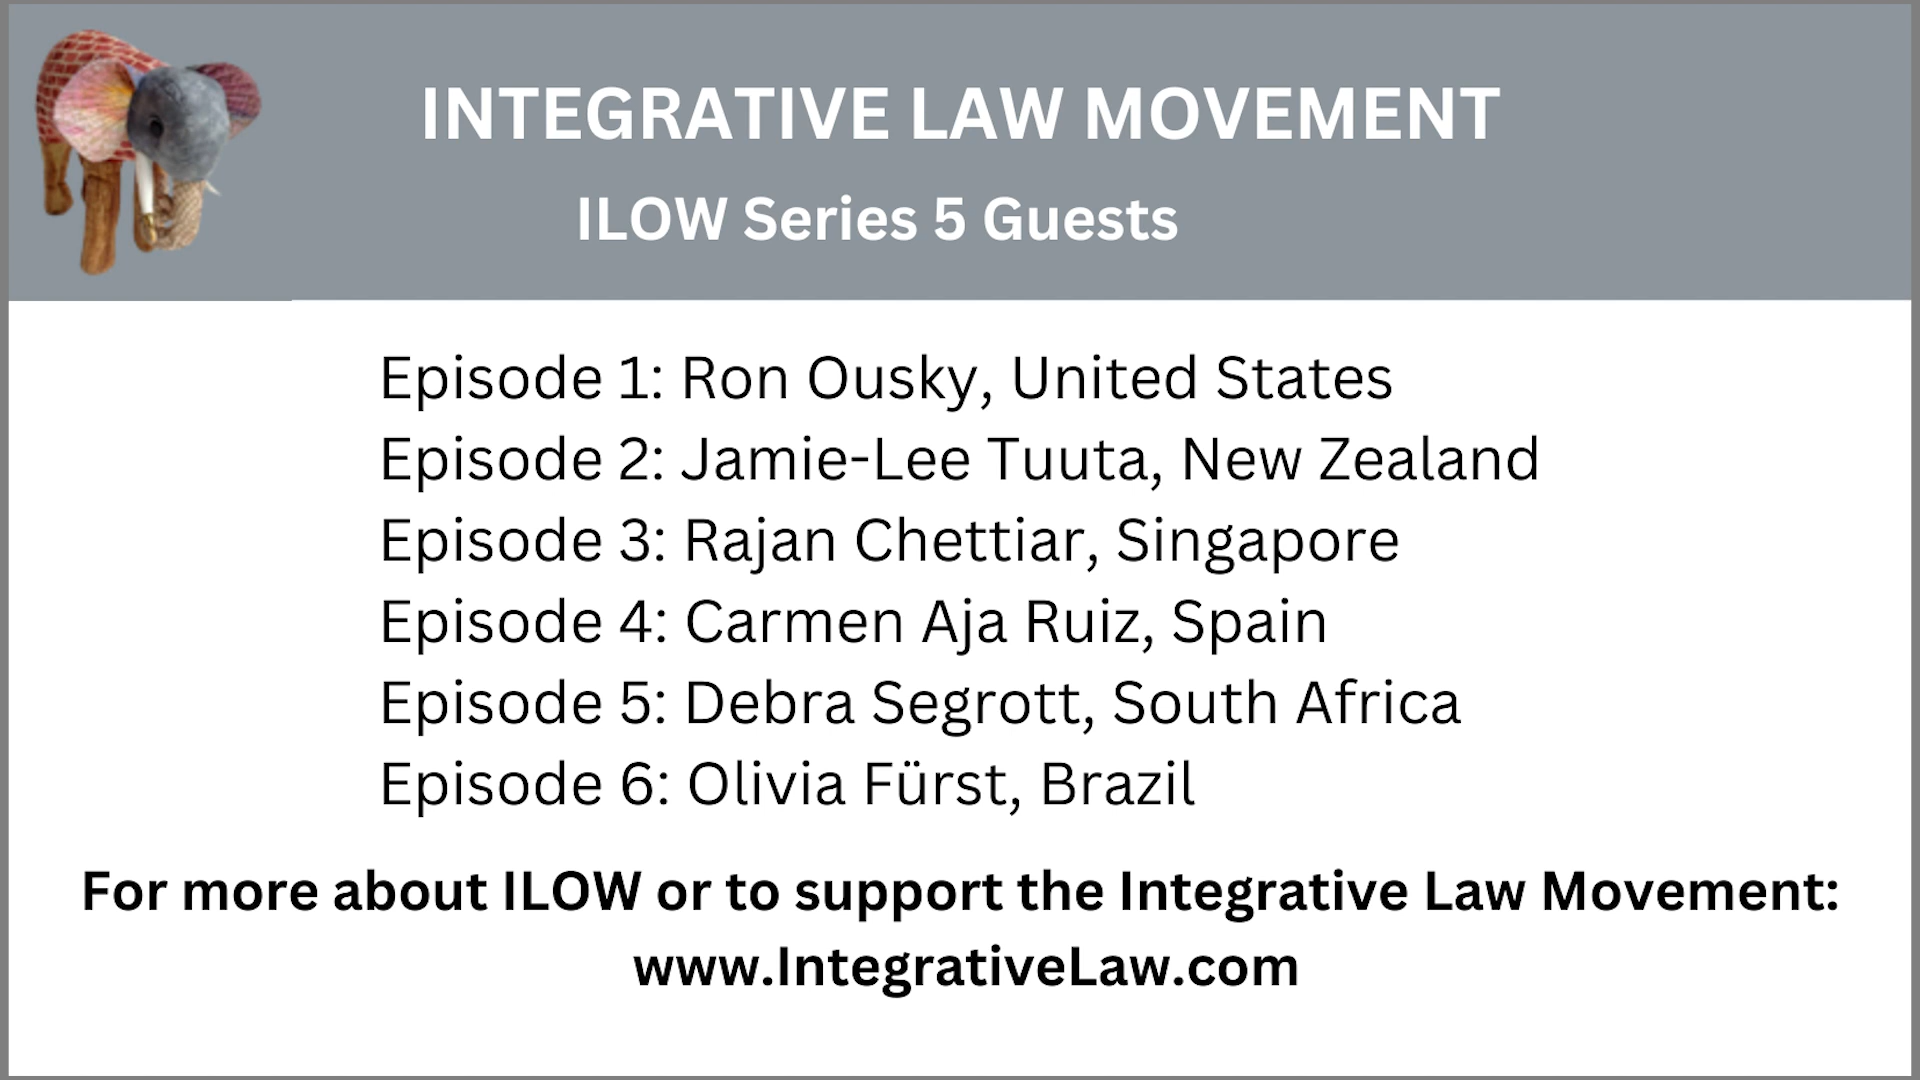 INTEGRATIVE LAW MOVEMENT
ILOW Series 5 Guests
Episode 1: Ron Ousky, United States
Episode 2: Jamie-Lee Tuuta, New Zealand
Episode 3: Rajan Chettiar, Singapore
Episode 4: Carmen Aja Ruiz, Spain
Episode 5: Debra Segrott, South Africa
Episode 6: Olivia Fürst, Brazil
For more about ILOW or to support the Integrative Law Movement:
www.IntegrativeLaw.com